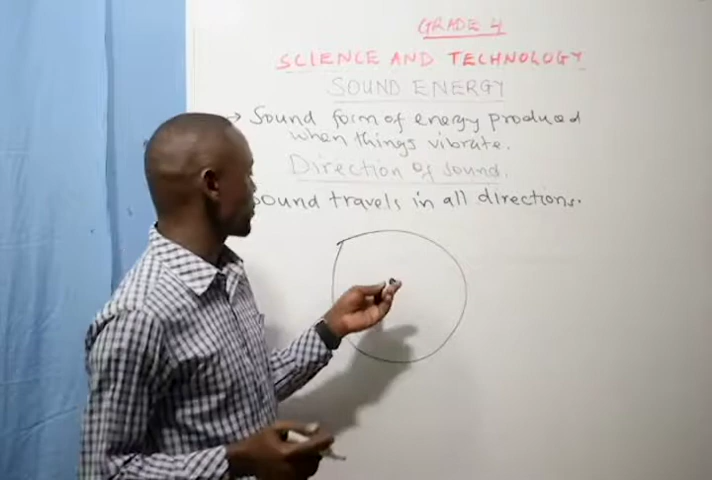 GRADE 4
SCIENCE AND TECHNOLOGY
SOUND ENERGY
→ Sound form of energy produced
when things vibrate.
Direction of sound.
sound travels in all directions.